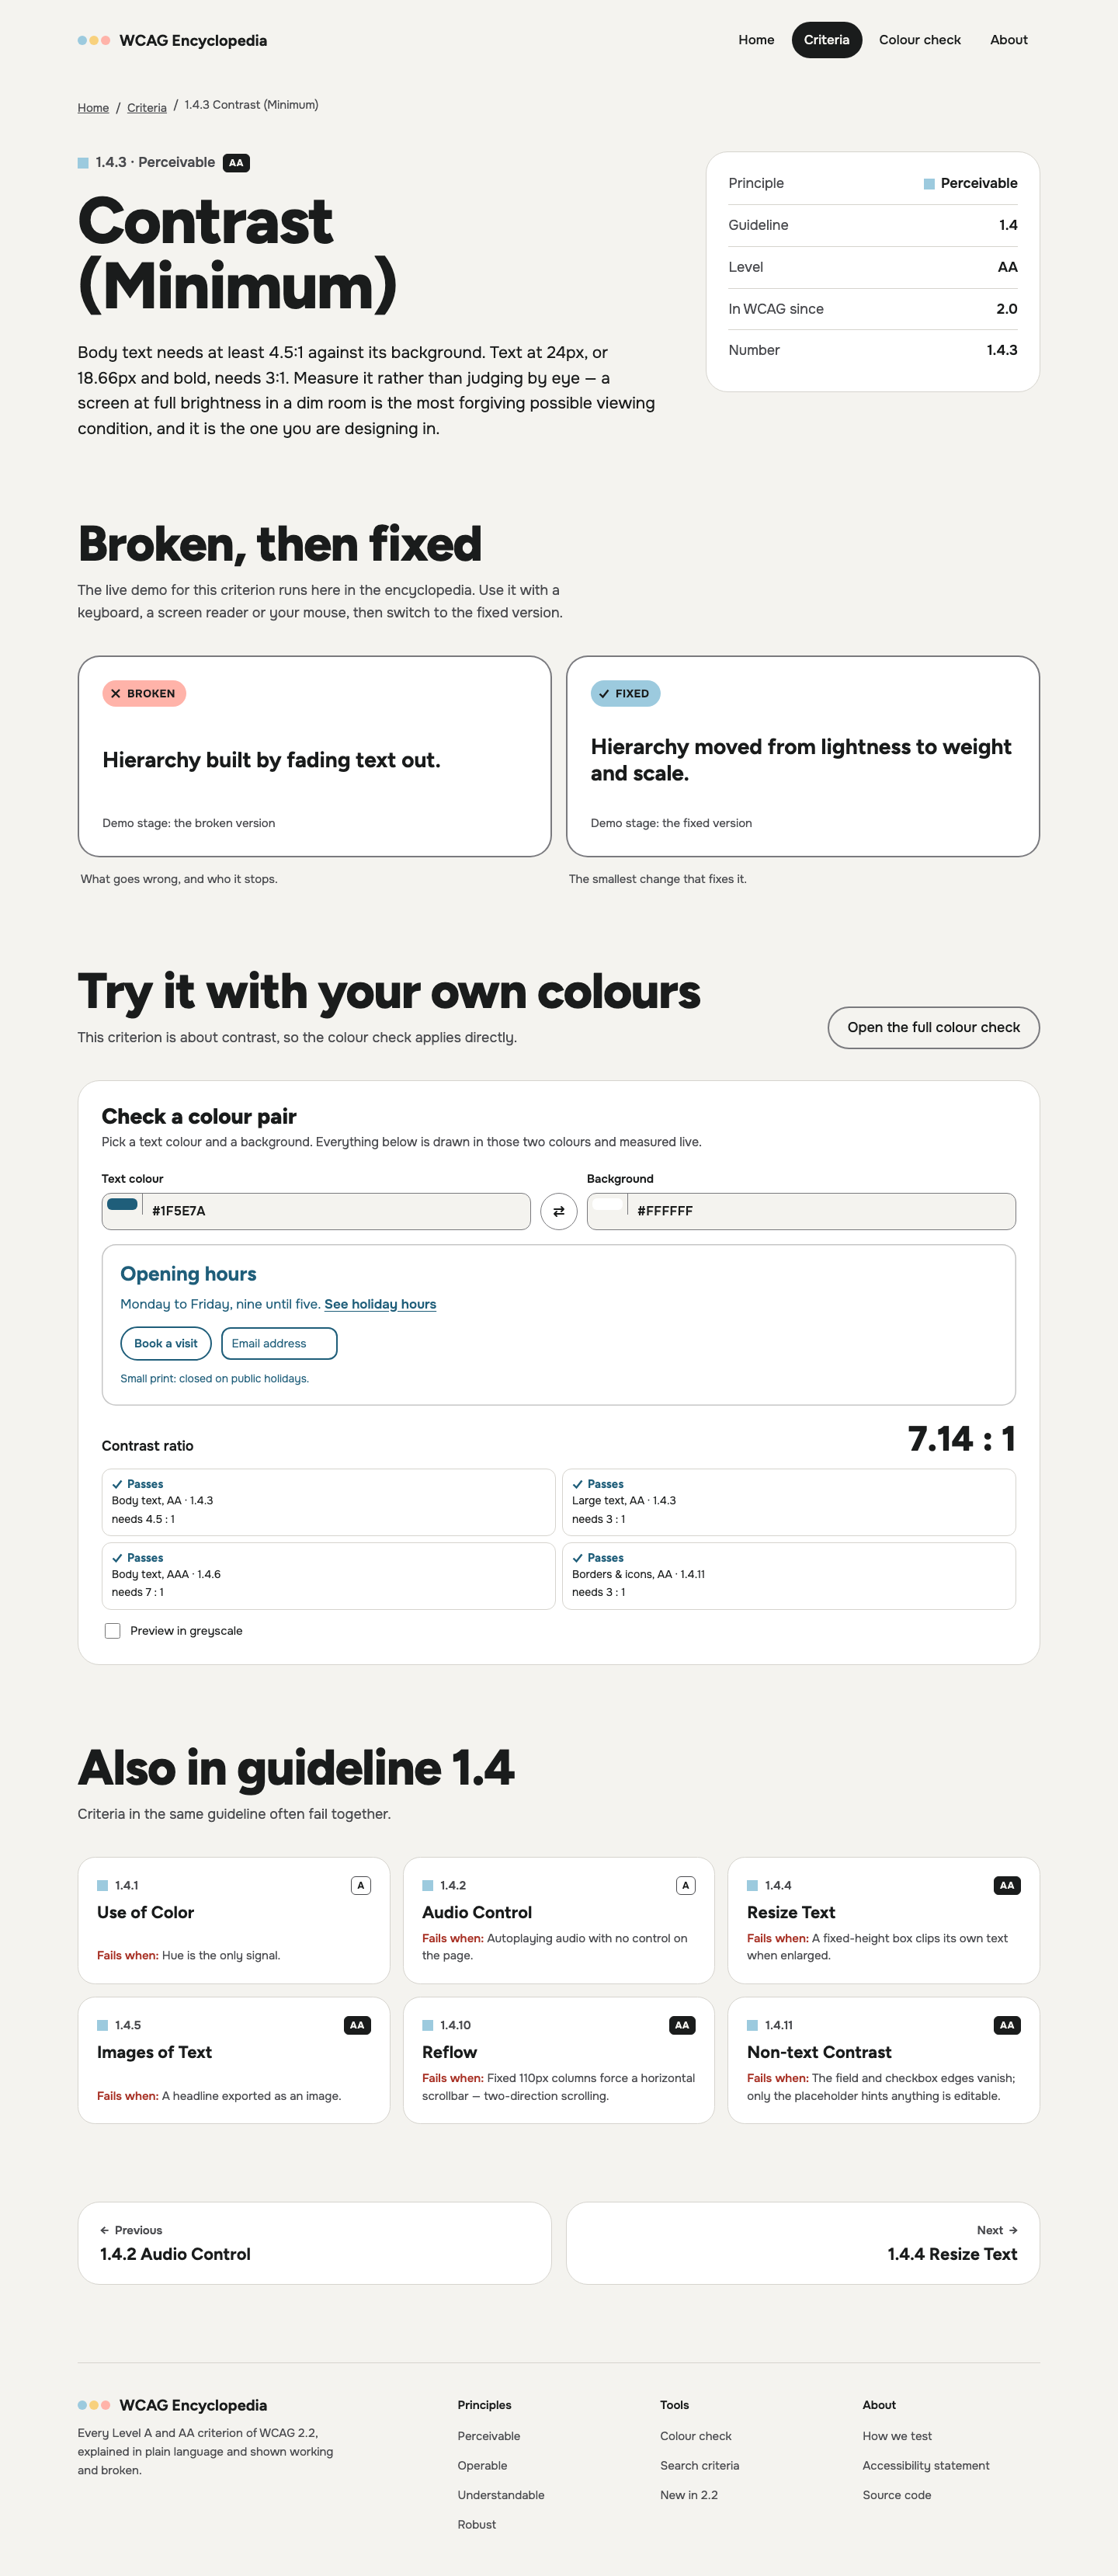 WCAG Encyclopedia
Home
Criteria
Colour check
About
Home / Criteria / 1.4.3 Contrast (Minimum)
1.4.3 · Perceivable AA
Contrast
(Minimum)
Body text needs at least 4.5:1 against its background. Text at 24px, or
18.66px and bold, needs 3:1. Measure it rather than judging by eye — a
screen at full brightness in a dim room is the most forgiving possible viewing
condition, and it is the one you are designing in.
Principle Perceivable
Guideline 1.4
Level AA
In WCAG since 2.0
Number 1.4.3
Broken, then fixed
The live demo for this criterion runs here in the encyclopedia. Use it with a
keyboard, a screen reader or your mouse, then switch to the fixed version.
BROKEN
Hierarchy built by fading text out.
Demo stage: the broken version
What goes wrong, and who it stops.
FIXED
Hierarchy moved from lightness to weight
and scale.
Demo stage: the fixed version
The smallest change that fixes it.
Try it with your own colours
This criterion is about contrast, so the colour check applies directly.
Open the full colour check
Check a colour pair
Pick a text colour and a background. Everything below is drawn in those two colours and measured live.
Text colour
#1F5E7A
Background
#FFFFFF
Opening hours
Monday to Friday, nine until five. See holiday hours
Book a visit
Email address
Small print: closed on public holidays.
Contrast ratio 7.14 : 1
Passes
Body text, AA · 1.4.3
needs 4.5 : 1
Passes
Large text, AA · 1.4.3
needs 3 : 1
Passes
Body text, AAA · 1.4.6
needs 7 : 1
Passes
Borders & icons, AA · 1.4.11
needs 3 : 1
Preview in greyscale
Also in guideline 1.4
Criteria in the same guideline often fail together.
1.4.1 A
Use of Color
Fails when: Hue is the only signal.
1.4.2 A
Audio Control
Fails when: Autoplaying audio with no control on
the page.
1.4.4 AA
Resize Text
Fails when: A fixed-height box clips its own text
when enlarged.
1.4.5 AA
Images of Text
Fails when: A headline exported as an image.
1.4.10 AA
Reflow
Fails when: Fixed 110px columns force a horizontal
scrollbar — two-direction scrolling.
1.4.11 AA
Non-text Contrast
Fails when: The field and checkbox edges vanish;
only the placeholder hints anything is editable.
← Previous
1.4.2 Audio Control
Next →
1.4.4 Resize Text
WCAG Encyclopedia
Every Level A and AA criterion of WCAG 2.2,
explained in plain language and shown working
and broken.
Principles
Perceivable
Operable
Understandable
Robust
Tools
Colour check
Search criteria
New in 2.2
About
How we test
Accessibility statement
Source code